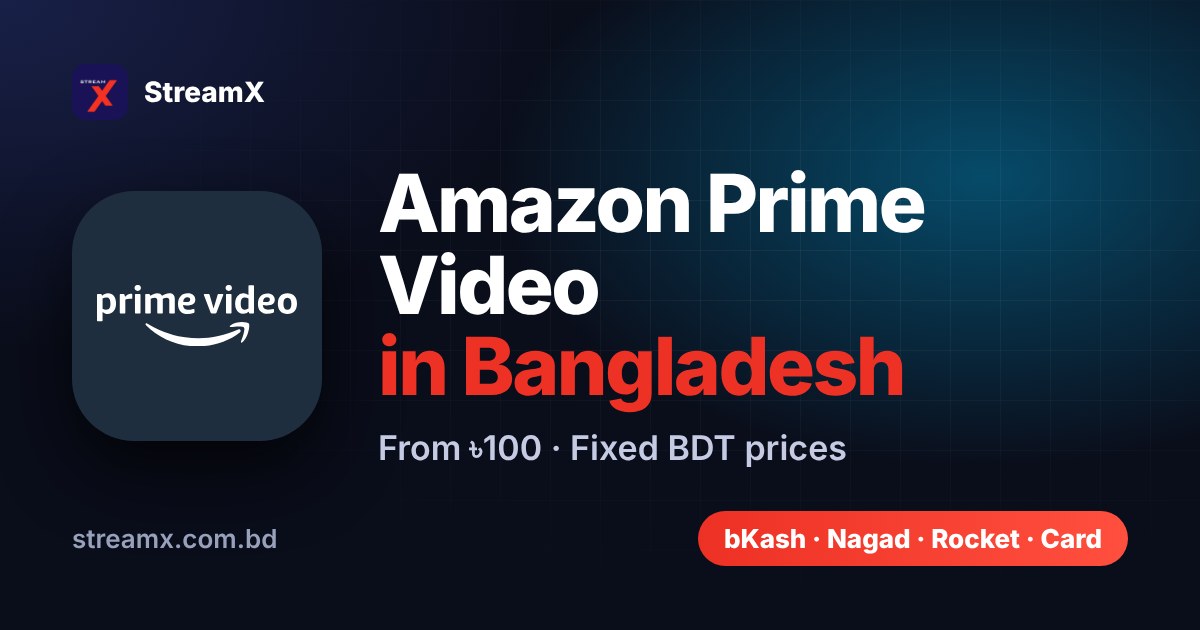 STREAM X
StreamX
prime video
Amazon Prime
Video
in Bangladesh
From ৳100 · Fixed BDT prices
streamx.com.bd
bKash · Nagad · Rocket · Card